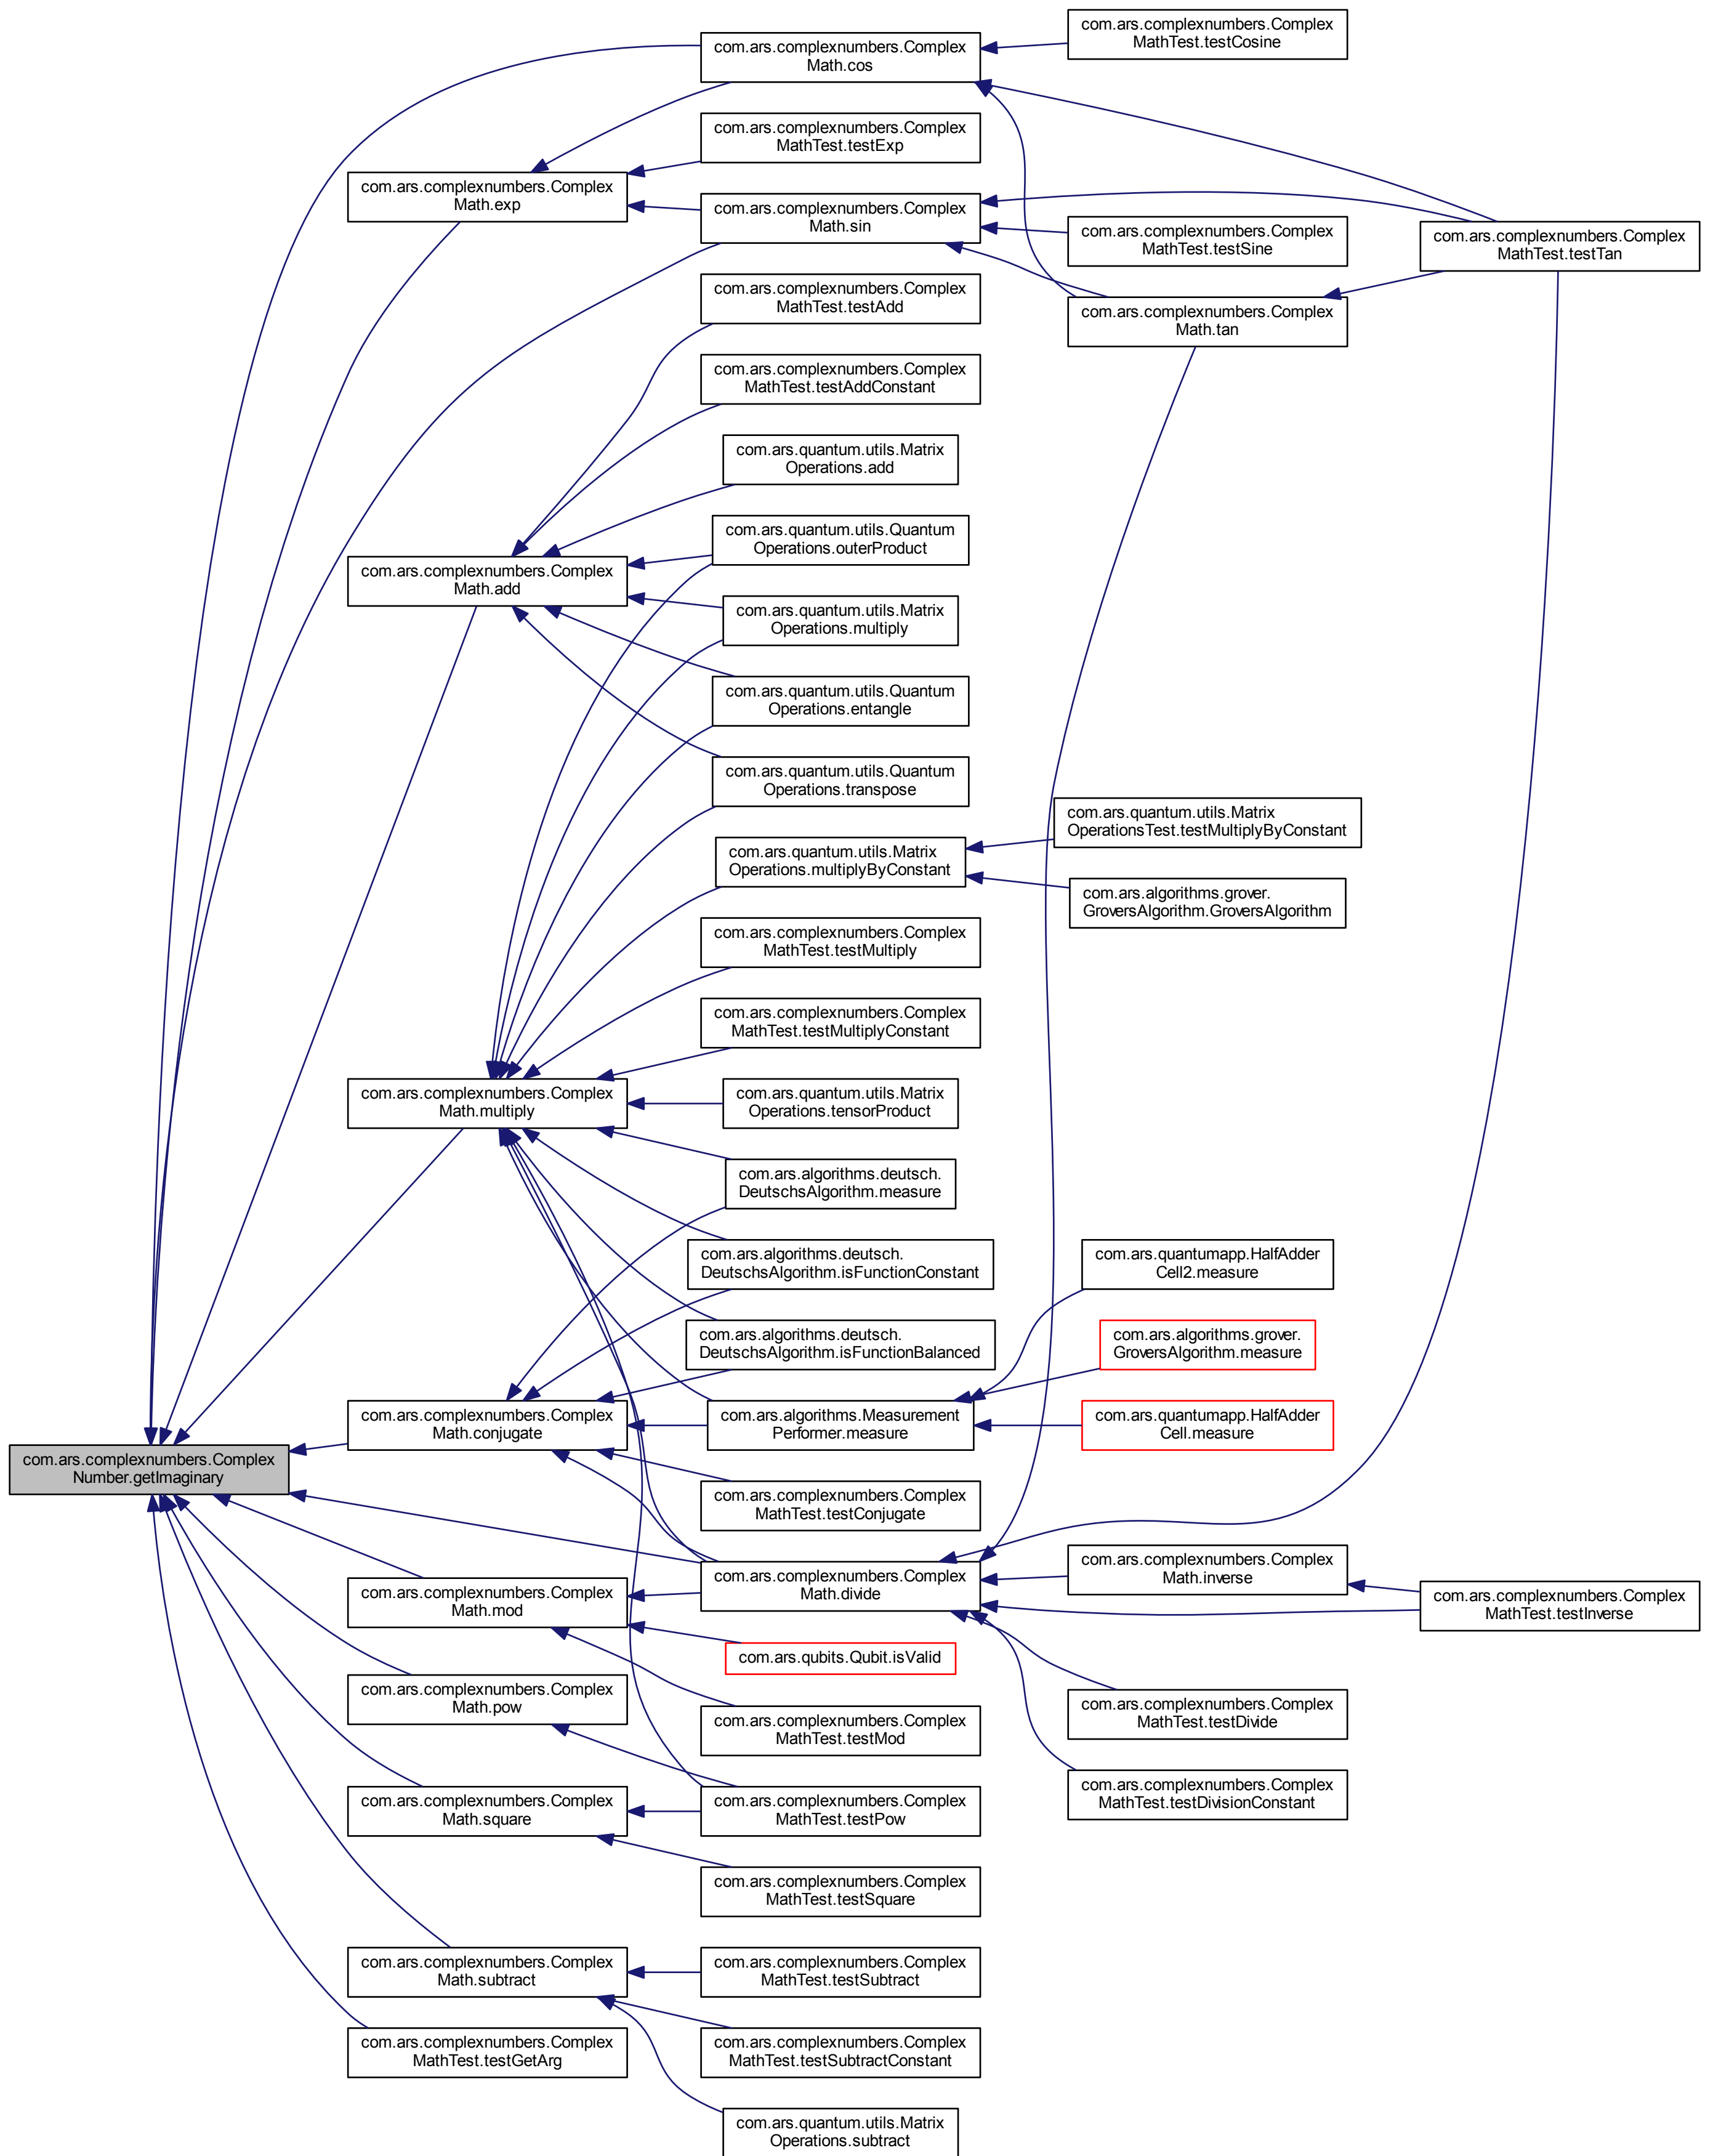 com.ars.complexnumbers.Complex
Number.getImaginary
com.ars.complexnumbers.Complex
Math.exp
com.ars.complexnumbers.Complex
Math.add
com.ars.complexnumbers.Complex
Math.multiply
com.ars.complexnumbers.Complex
Math.conjugate
com.ars.complexnumbers.Complex
Math.mod
com.ars.complexnumbers.Complex
Math.pow
com.ars.complexnumbers.Complex
Math.square
com.ars.complexnumbers.Complex
Math.subtract
com.ars.complexnumbers.Complex
MathTest.testGetArg
com.ars.complexnumbers.Complex
Math.cos
com.ars.complexnumbers.Complex
MathTest.testExp
com.ars.complexnumbers.Complex
Math.sin
com.ars.complexnumbers.Complex
MathTest.testAdd
com.ars.complexnumbers.Complex
MathTest.testAddConstant
com.ars.quantum.utils.Matrix
Operations.add
com.ars.quantum.utils.Quantum
Operations.outerProduct
com.ars.quantum.utils.Matrix
Operations.multiply
com.ars.quantum.utils.Quantum
Operations.entangle
com.ars.quantum.utils.Quantum
Operations.transpose
com.ars.quantum.utils.Matrix
Operations.multiplyByConstant
com.ars.complexnumbers.Complex
MathTest.testMultiply
com.ars.complexnumbers.Complex
MathTest.testMultiplyConstant
com.ars.quantum.utils.Matrix
Operations.tensorProduct
com.ars.algorithms.deutsch.
DeutschsAlgorithm.measure
com.ars.algorithms.deutsch.
DeutschsAlgorithm.isFunctionConstant
com.ars.algorithms.deutsch.
DeutschsAlgorithm.isFunctionBalanced
com.ars.algorithms.Measurement
Performer.measure
com.ars.complexnumbers.Complex
MathTest.testConjugate
com.ars.complexnumbers.Complex
Math.divide
com.ars.qubits.Qubit.isValid
com.ars.complexnumbers.Complex
MathTest.testMod
com.ars.complexnumbers.Complex
MathTest.testPow
com.ars.complexnumbers.Complex
MathTest.testSquare
com.ars.complexnumbers.Complex
MathTest.testSubtract
com.ars.complexnumbers.Complex
MathTest.testSubtractConstant
com.ars.quantum.utils.Matrix
Operations.subtract
com.ars.complexnumbers.Complex
MathTest.testCosine
com.ars.complexnumbers.Complex
MathTest.testSine
com.ars.complexnumbers.Complex
Math.tan
com.ars.quantum.utils.Matrix
OperationsTest.testMultiplyByConstant
com.ars.algorithms.grover.
GroversAlgorithm.GroversAlgorithm
com.ars.quantumapp.HalfAdder
Cell2.measure
com.ars.algorithms.grover.
GroversAlgorithm.measure
com.ars.quantumapp.HalfAdder
Cell.measure
com.ars.complexnumbers.Complex
Math.inverse
com.ars.complexnumbers.Complex
MathTest.testDivide
com.ars.complexnumbers.Complex
MathTest.testDivisionConstant
com.ars.complexnumbers.Complex
MathTest.testTan
com.ars.complexnumbers.Complex
MathTest.testInverse